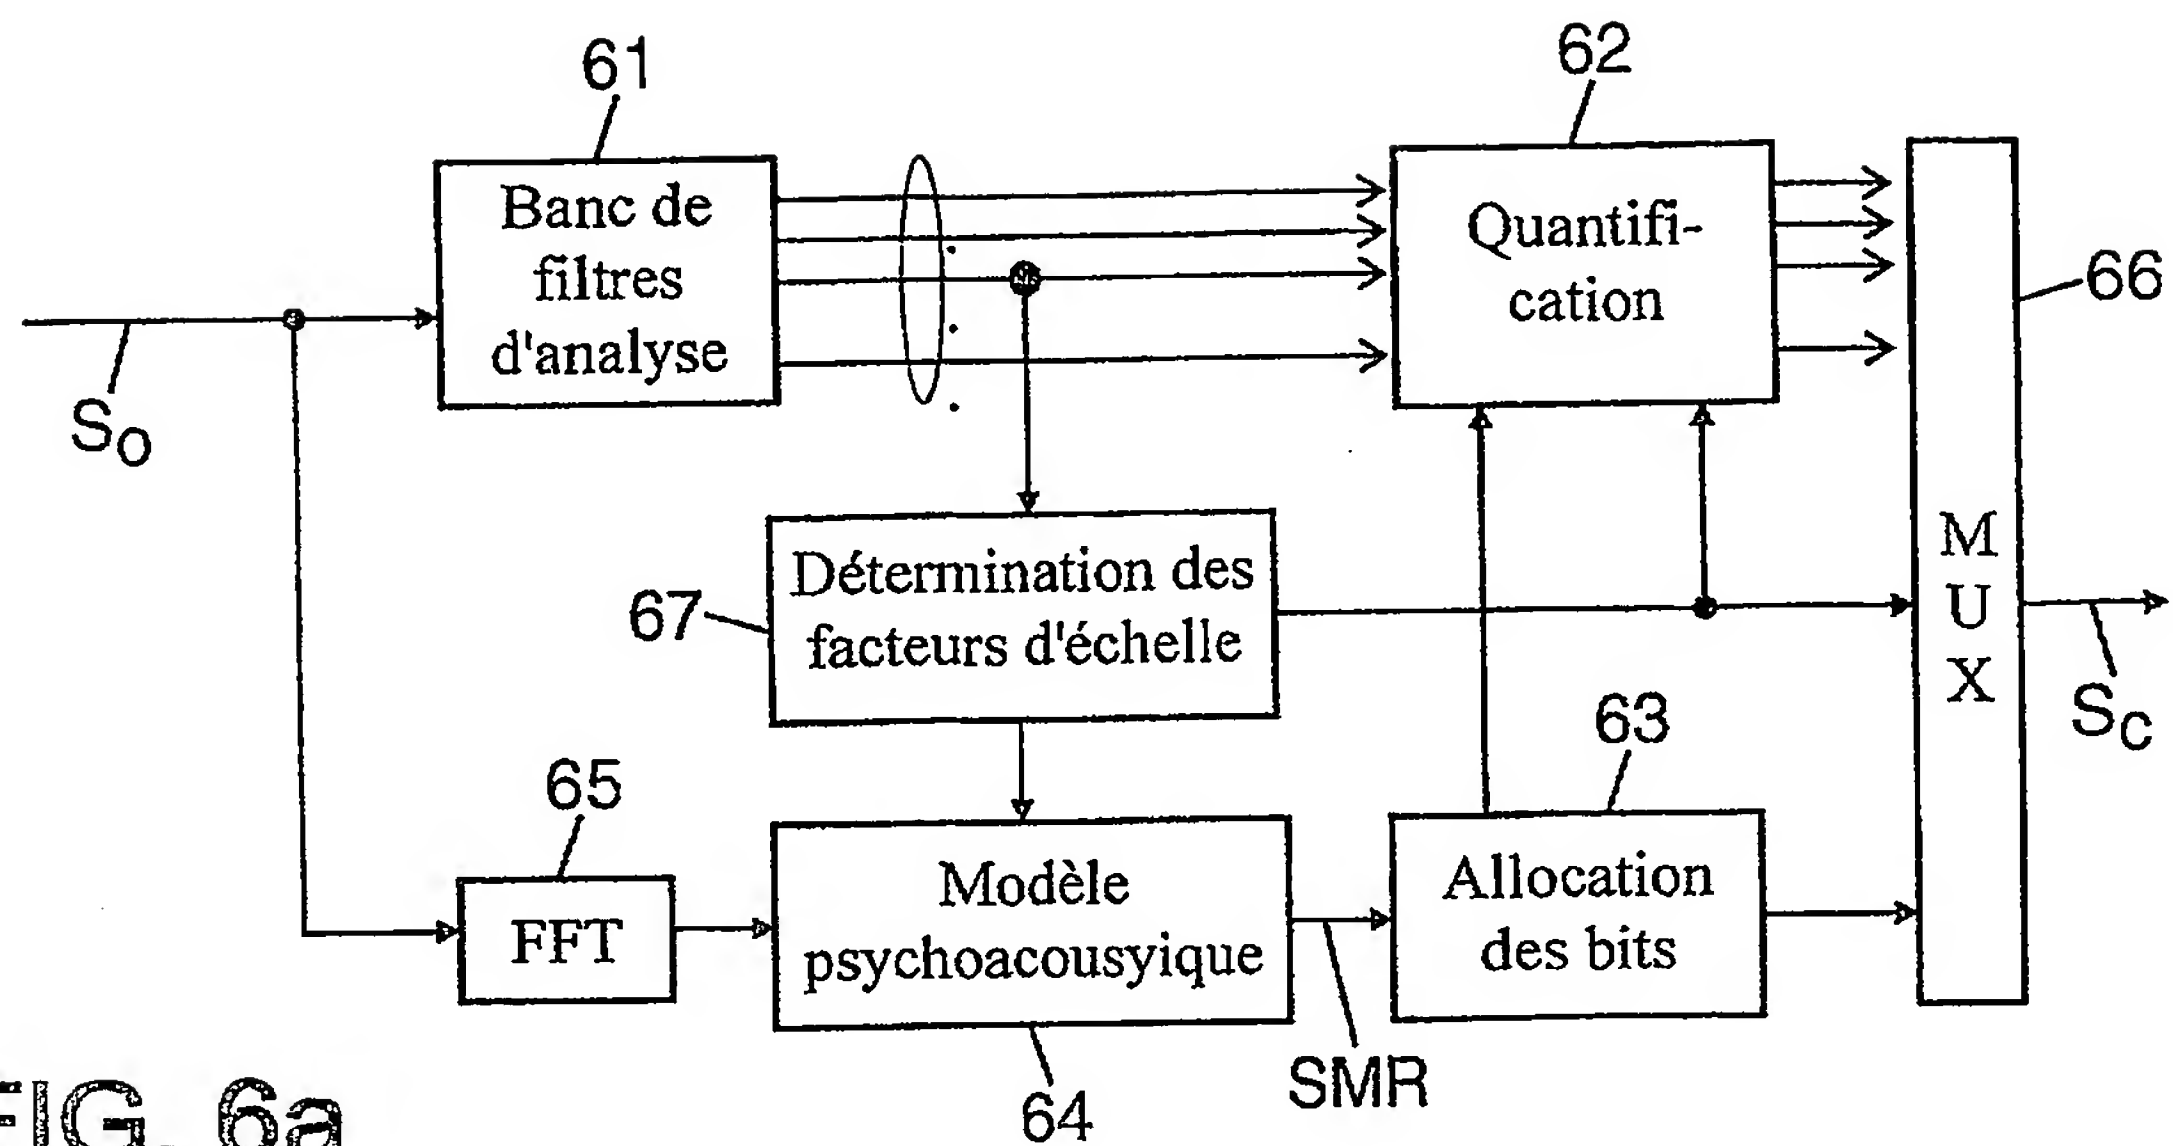 61
62
Banc de
filtres
d'analyse
Quantifi-
cation
66
So
M
U
X
Détermination des
facteurs d'échelle
67
Sc
63
65
FFT
Modèle
psychoacousyique
Allocation
des bits
SMR
64
FIG. 6a